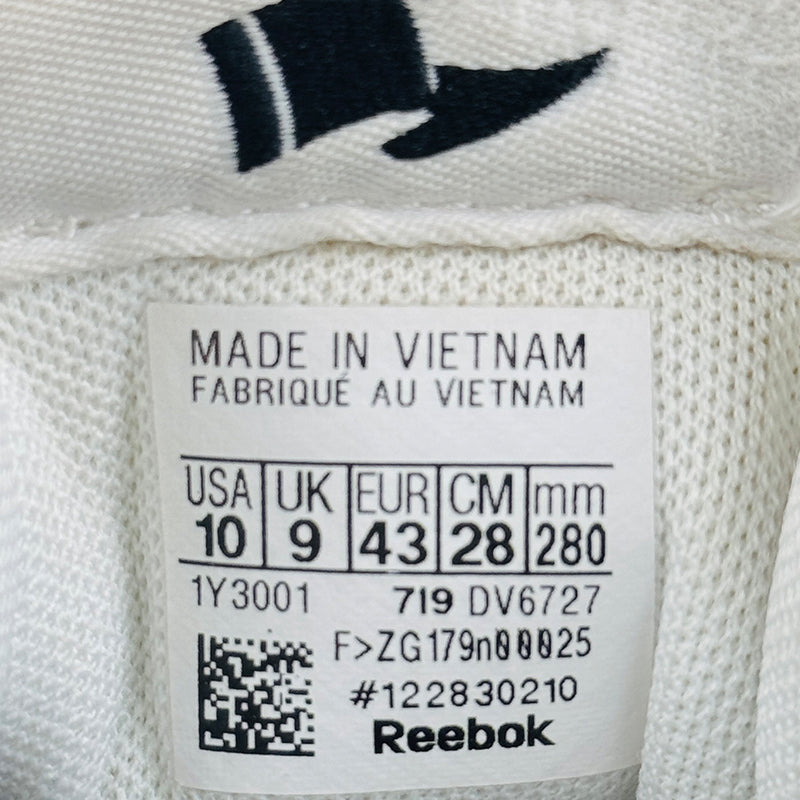 MADE IN VIETNAM
FABRIQUÉ AU VIETNAM
USA UK EUR CM mm
10 9 43 28 280
1Y3001 719 DV6727
F>ZG179n00025
#122830210
Reebok